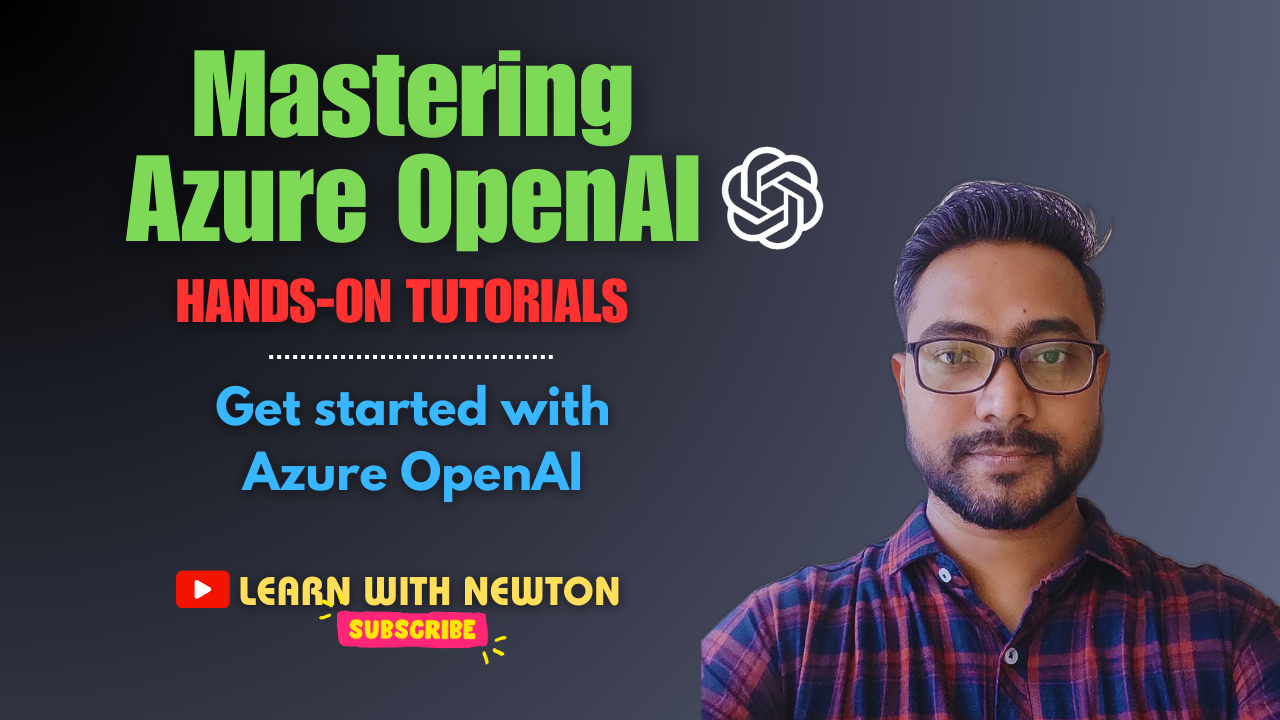 Mastering
Azure OpenAI
HANDS-ON TUTORIALS
Get started with
Azure OpenAI
LEARN WITH NEWTON
SUBSCRIBE